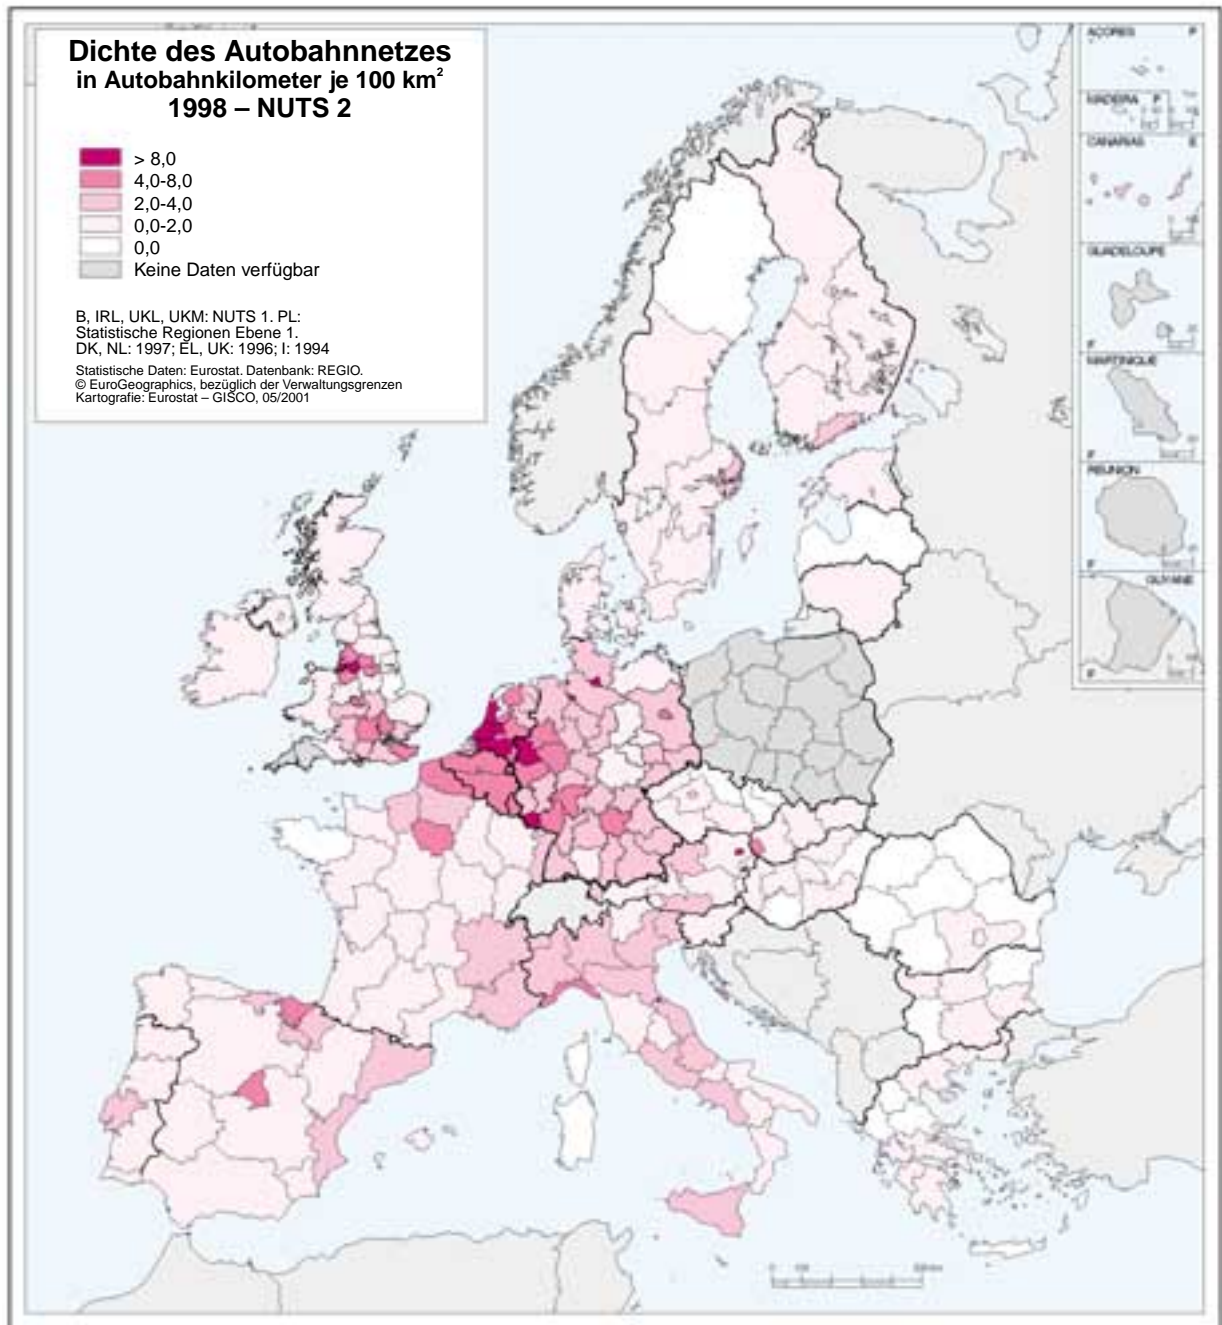 Dichte des Autobahnnetzes
in Autobahnkilometer je 100 km²
1998 – NUTS 2
> 8,0
4,0-8,0
2,0-4,0
0,0-2,0
0,0
Keine Daten verfügbar
B, IRL, UKL, UKM: NUTS 1. PL:
Statistische Regionen Ebene 1.
DK, NL: 1997; EL, UK: 1996; I: 1994
Statistische Daten: Eurostat. Datenbank: REGIO.
© EuroGeographics, bezüglich der Verwaltungsgrenzen
Kartografie: Eurostat – GISCO, 05/2001
AÇORES P
MADEIRA P
CANARIAS E
GUADELOUPE
F
MARTINIQUE
F
REUNION
F
GUYANE
F